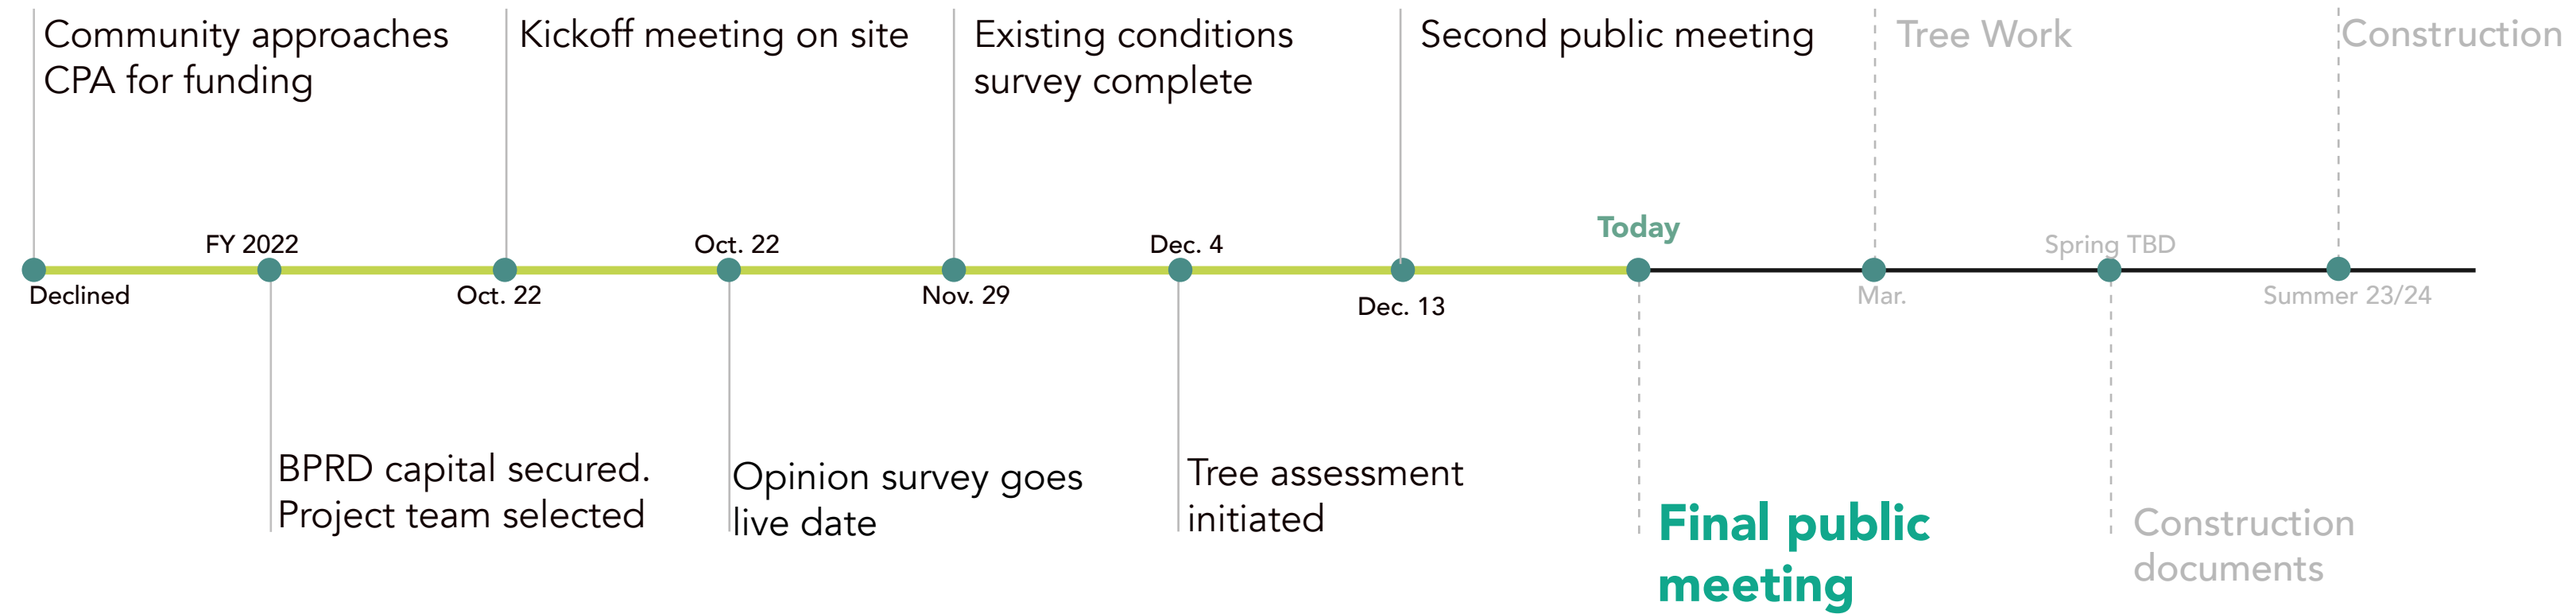 Community approaches
CPA for funding
Kickoff meeting on site
Existing conditions
survey complete
Second public meeting
Tree Work
Construction
Today
FY 2022
Oct. 22
Dec. 4
Spring TBD
Declined
Oct. 22
Nov. 29
Dec. 13
Mar.
Summer 23/24
BPRD capital secured.
Project team selected
Opinion survey goes
live date
Tree assessment
initiated
Final public
meeting
Construction
documents